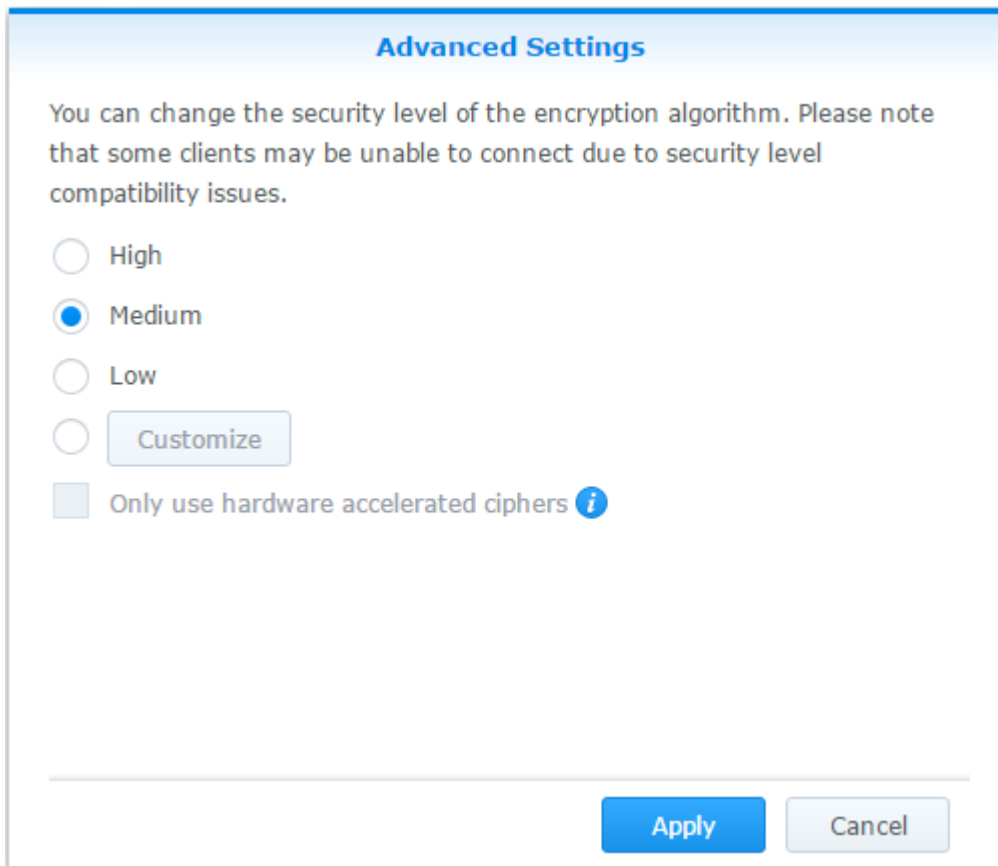 Advanced Settings
You can change the security level of the encryption algorithm. Please note
that some clients may be unable to connect due to security level
compatibility issues.
High
Medium
Low
Customize
Only use hardware accelerated ciphers i
Apply Cancel